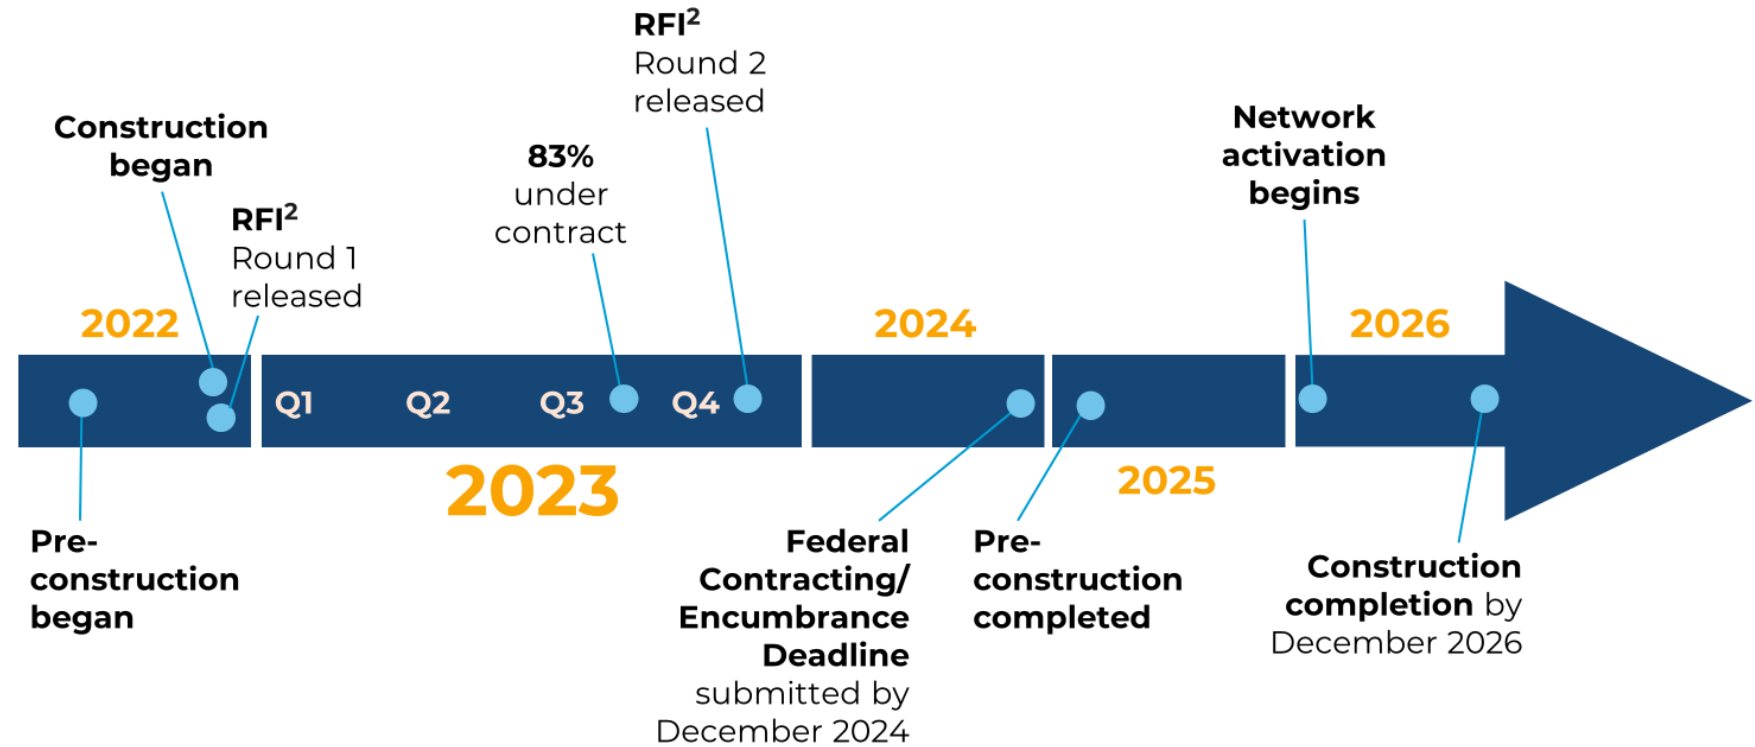 RFI²
Round 2
released
Construction
began
83%
under
contract
Network
activation
begins
RFI²
Round 1
released
2022
2024
2026
Q1
Q2
Q3
Q4
2023
2025
Pre-
construction
began
Federal
Contracting/
Encumbrance
Deadline
submitted by
December 2024
Pre-
construction
completed
Construction
completion by
December 2026